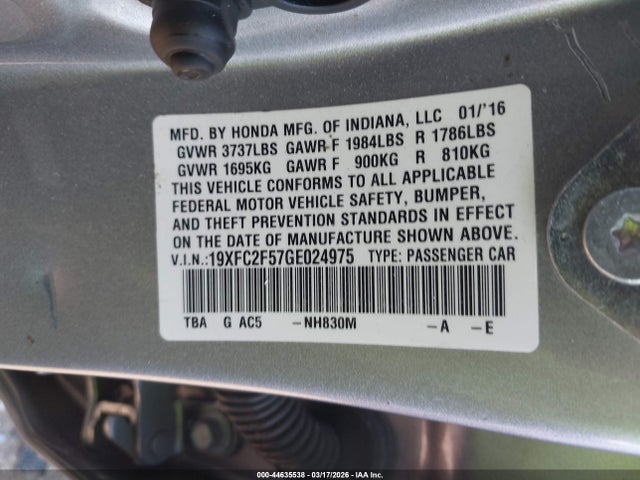 MFD. BY HONDA MFG. OF INDIANA, LLC 01/'16
GVWR 3737LBS GAWR F 1984LBS R 1786LBS
GVWR 1695KG GAWR F 900KG R 810KG
THIS VEHICLE CONFORMS TO ALL APPLICABLE
FEDERAL MOTOR VEHICLE SAFETY, BUMPER,
AND THEFT PREVENTION STANDARDS IN EFFECT
ON THE DATE OF MANUFACTURE SHOWN ABOVE.
V.I.N.:19XFC2F57GE024975 TYPE: PASSENGER CAR
TBA G AC5 -NH830M -A -E
000-44635538 | 03/17/2026 | IAA Inc.